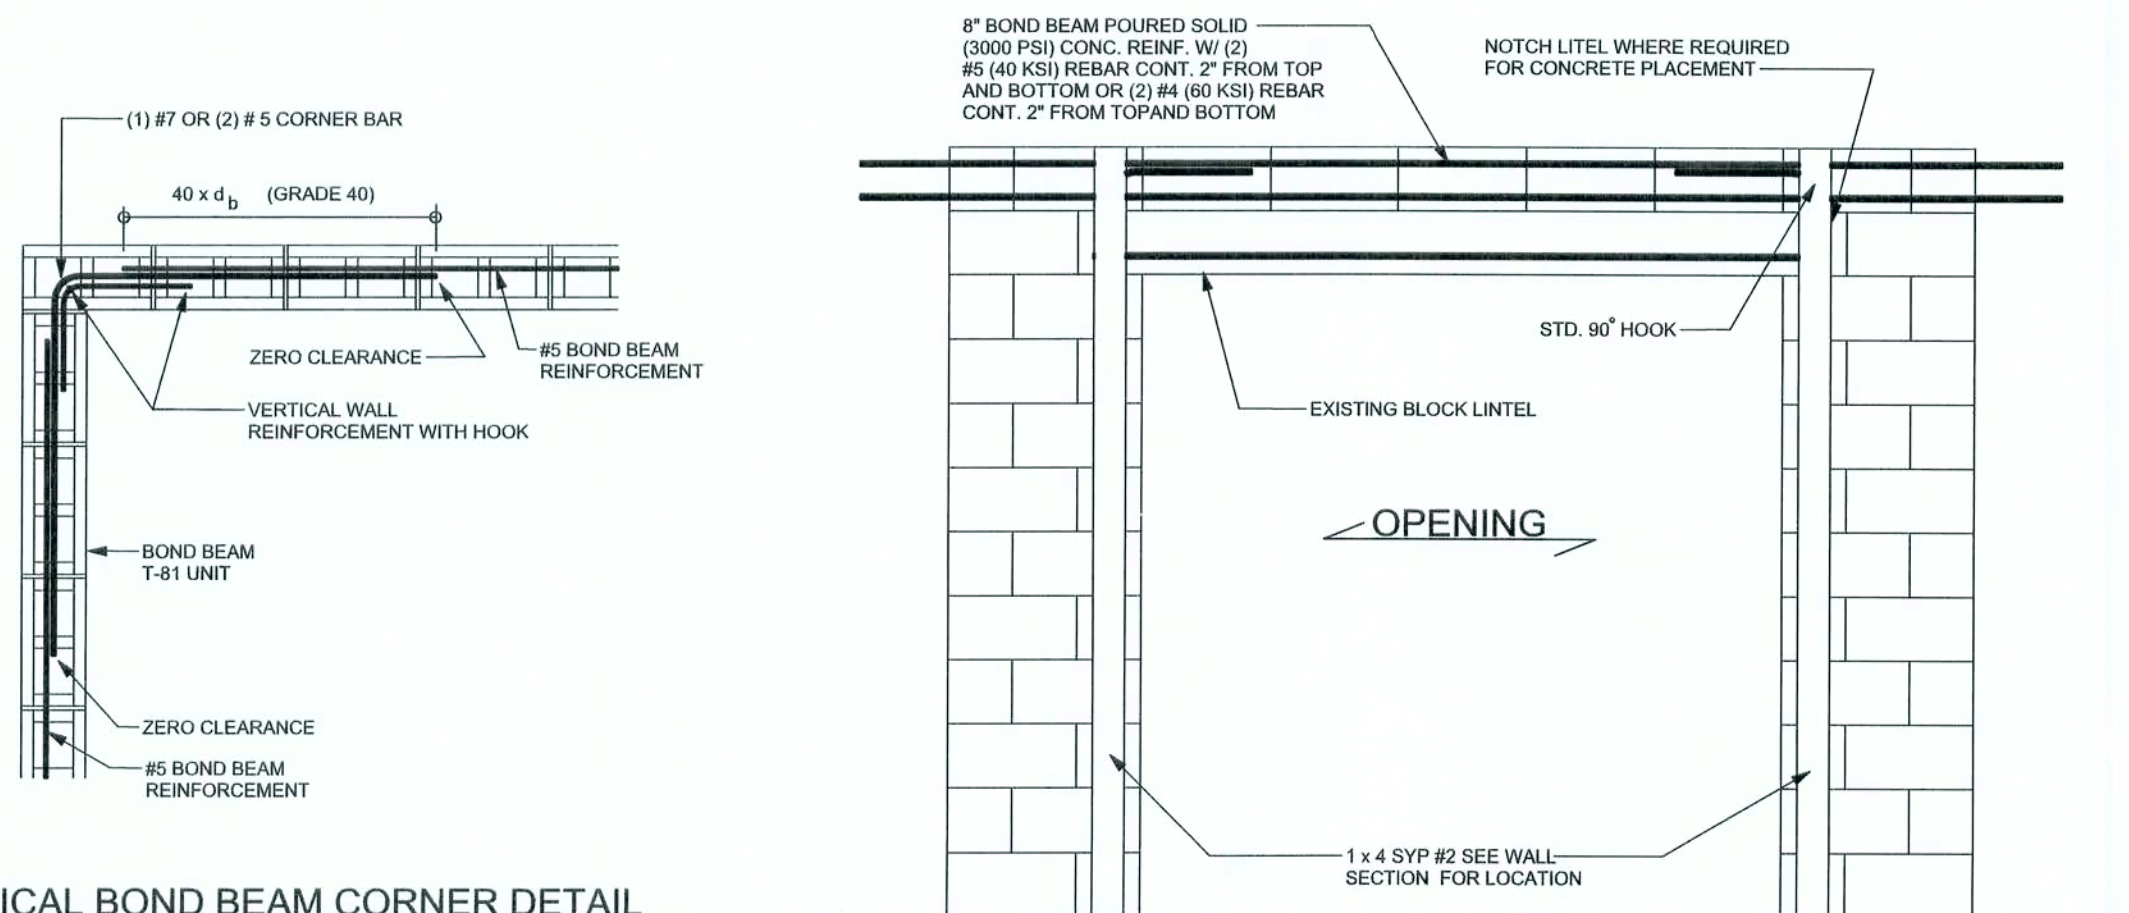 (1) #7 OR (2) # 5 CORNER BAR
40 x d b (GRADE 40)
ZERO CLEARANCE
#5 BOND BEAM
REINFORCEMENT
VERTICAL WALL
REINFORCEMENT WITH HOOK
BOND BEAM
T-81 UNIT
ZERO CLEARANCE
#5 BOND BEAM
REINFORCEMENT
ICAL BOND BEAM CORNER DETAIL
8" BOND BEAM POURED SOLID
(3000 PSI) CONC. REINF. W/ (2)
#5 (40 KSI) REBAR CONT. 2" FROM TOP
AND BOTTOM OR (2) #4 (60 KSI) REBAR
CONT. 2" FROM TOPAND BOTTOM
NOTCH LITEL WHERE REQUIRED
FOR CONCRETE PLACEMENT
STD. 90° HOOK
EXISTING BLOCK LINTEL
OPENING
1 x 4 SYP #2 SEE WALL
SECTION FOR LOCATION